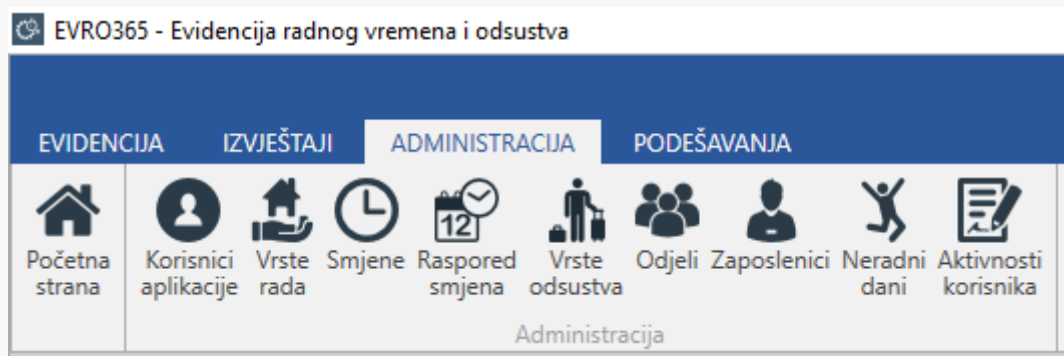 EVRO365 - Evidencija radnog vremena i odsustva
EVIDENCIJA IZVJEŠTAJI ADMINISTRACIJA PODEŠAVANJA
12
Početna Korisnici Vrste Smjene Raspored Vrste Odjeli Zaposlenici Neradni Aktivnosti
strana aplikacije rada smjena odsustva dani korisnika
Administracija